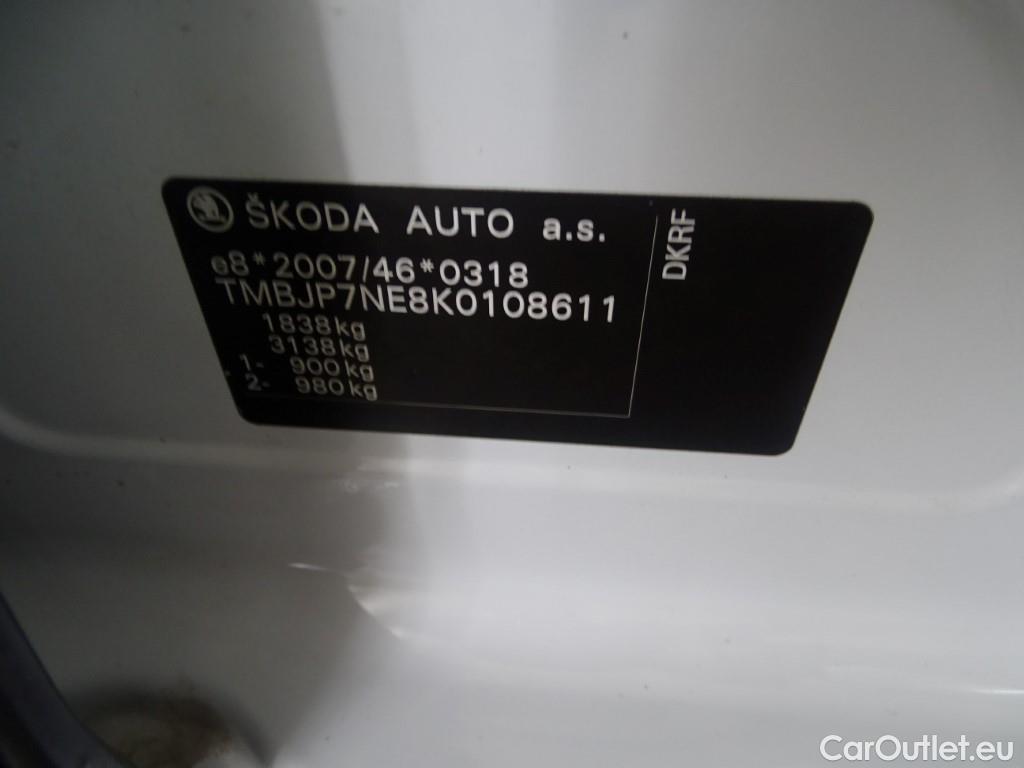 ŠKODA AUTO a.s.
e8*2007/46*0318
TMBJP7NE8K0108611
1838kg
3138kg
1- 900kg
2- 980kg
DKRF
CarOutlet.eu